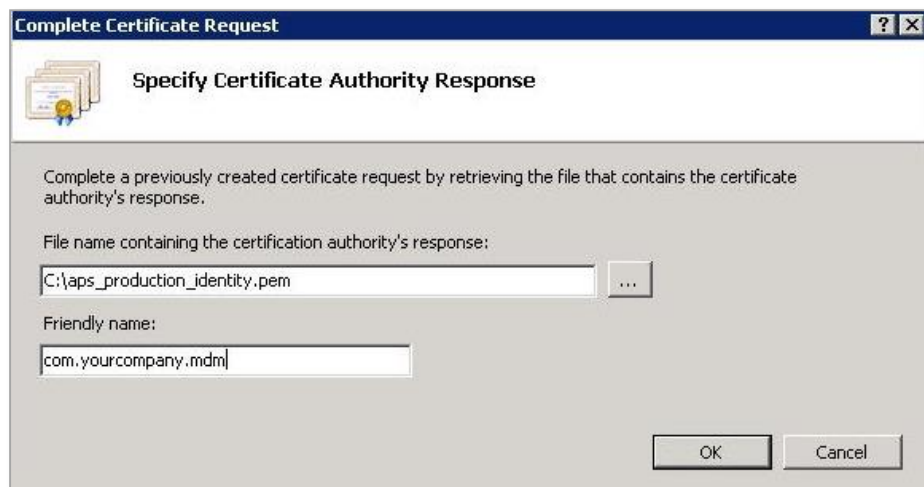 Complete Certificate Request
? X
Specify Certificate Authority Response
Complete a previously created certificate request by retrieving the file that contains the certificate
authority's response.
File name containing the certification authority's response:
C:\aps_production_identity.pem
...
Friendly name:
com.yourcompany.mdm
OK Cancel